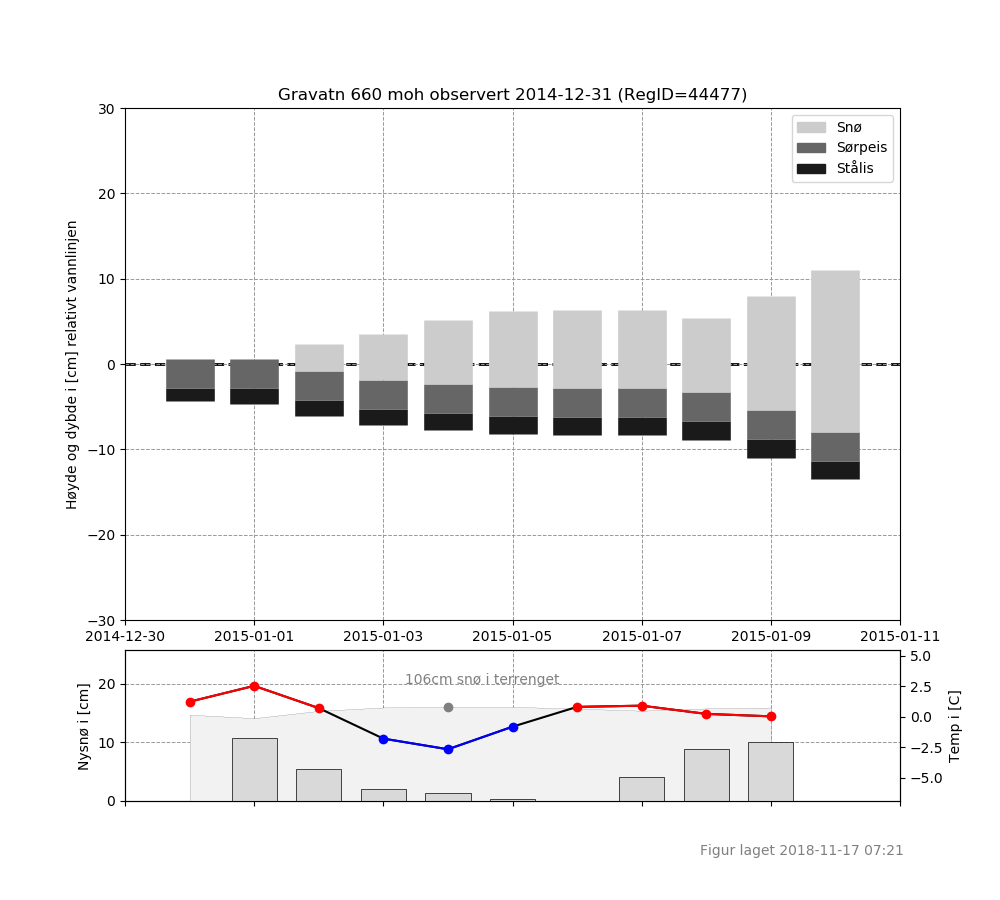 Gravatn 660 moh observert 2014-12-31 (RegID=44477)
Høyde og dybde i [cm] relativt vannlinjen
30
20
10
0
−10
−20
−30
Snø
Sørpeis
Stålis
2014-12-30 2015-01-01 2015-01-03 2015-01-05 2015-01-07 2015-01-09 2015-01-11
Nysnø i [cm]
20
10
0
106cm snø i terrenget
5.0
2.5
0.0
−2.5
−5.0
Temp i [C]
Figur laget 2018-11-17 07:21